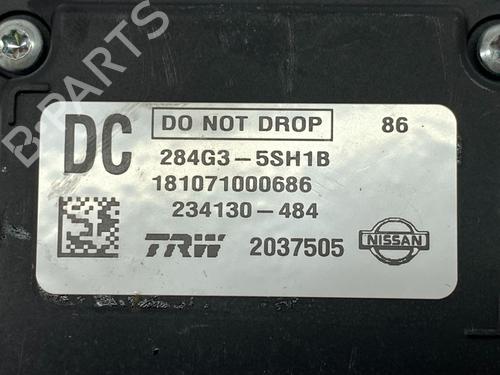 B-PARTS
DO NOT DROP 86
DC
284G3-5SH1B
181071000686
234130-484
TRW 2037505 NISSAN